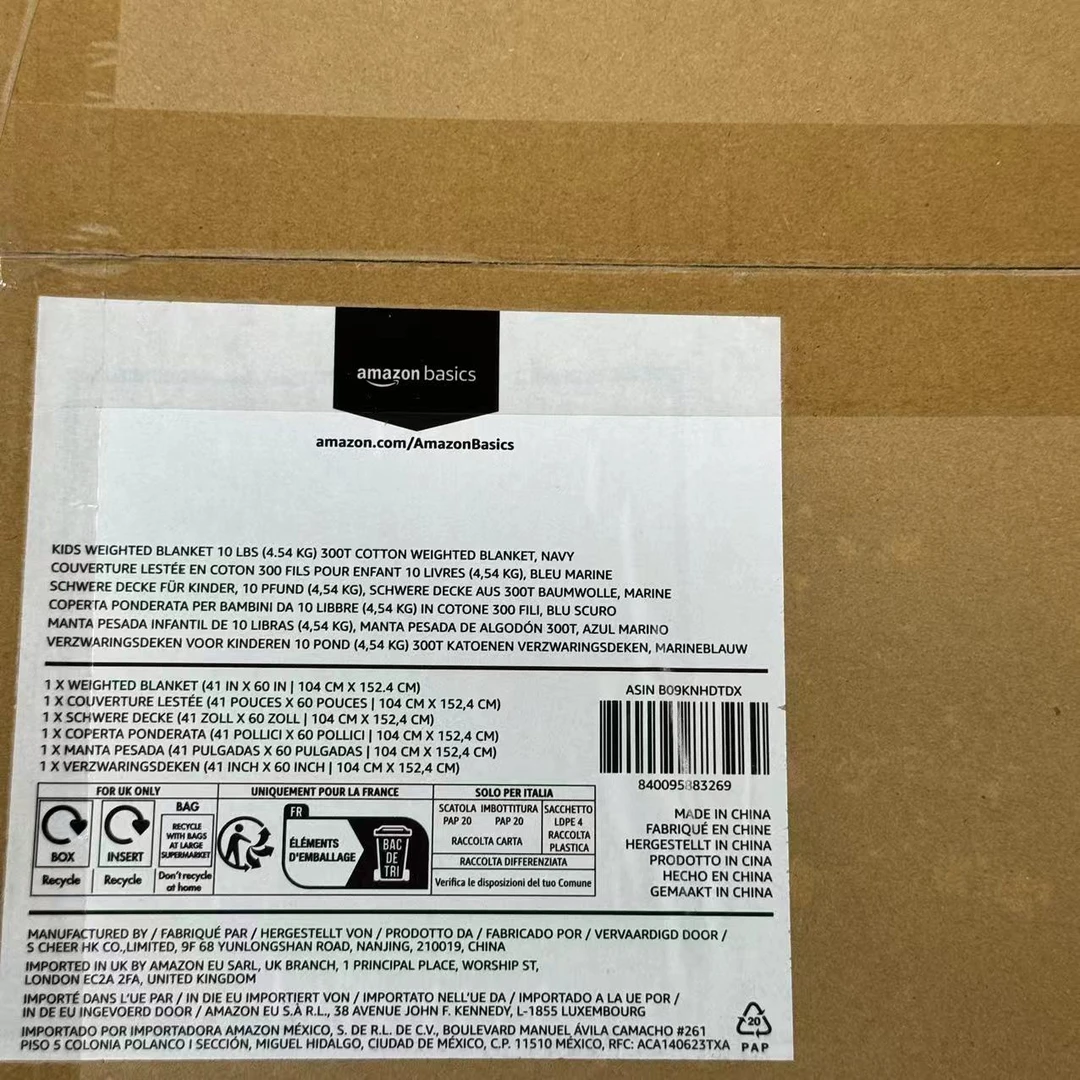 amazon basics
amazon.com/AmazonBasics
KIDS WEIGHTED BLANKET 10 LBS (4.54 KG) 300T COTTON WEIGHTED BLANKET, NAVY
COUVERTURE LESTÉE EN COTON 300 FILS POUR ENFANT 10 LIVRES (4,54 KG), BLEU MARINE
SCHWERE DECKE FÜR KINDER, 10 PFUND (4,54 KG), SCHWERE DECKE AUS 300T BAUMWOLLE, MARINE
COPERTA PONDERATA PER BAMBINI DA 10 LIBBRE (4,54 KG) IN COTONE 300 FILI, BLU SCURO
MANTA PESADA INFANTIL DE 10 LIBRAS (4,54 KG), MANTA PESADA DE ALGODÓN 300T, AZUL MARINO
VERZWARINGSDEKEN VOOR KINDEREN 10 POND (4,54 KG) 300T KATOENEN VERZWARINGSDEKEN, MARINEBLAUW
1 X WEIGHTED BLANKET (41 IN X 60 IN | 104 CM X 152.4 CM)
1 X COUVERTURE LESTÉE (41 POUCES X 60 POUCES | 104 CM X 152,4 CM)
1 X SCHWERE DECKE (41 ZOLL X 60 ZOLL | 104 CM X 152,4 CM)
1 X COPERTA PONDERATA (41 POLLICI X 60 POLLICI | 104 CM X 152,4 CM)
1 X MANTA PESADA (41 PULGADAS X 60 PULGADAS | 104 CM X 152,4 CM)
1 X VERZWARINGSDEKEN (41 INCH X 60 INCH | 104 CM X 152,4 CM)
ASIN B09KNHDTDX
840095883269
FOR UK ONLY
BOX
Recycle
INSERT
Recycle
BAG
RECYCLE
WITH BAGS
AT LARGE
SUPERMARKET
Don't recycle
at home
UNIQUEMENT POUR LA FRANCE
FR
ÉLÉMENTS
D'EMBALLAGE
BAC
DE
TRI
SOLO PER ITALIA
SCATOLA IMBOTTITURA SACCHETTO
PAP 20 PAP 20 LDPE 4
RACCOLTA CARTA
RACCOLTA
PLASTICA
RACCOLTA DIFFERENZIATA
Verifica le disposizioni del tuo Comune
MADE IN CHINA
FABRIQUÉ EN CHINE
HERGESTELLT IN CHINA
PRODOTTO IN CINA
HECHO EN CHINA
GEMAAKT IN CHINA
MANUFACTURED BY / FABRIQUÉ PAR / HERGESTELLT VON / PRODOTTO DA / FABRICADO POR / VERVAARDIGD DOOR /
S CHEER HK CO.,LIMITED, 9F 68 YUNLONGSHAN ROAD, NANJING, 210019, CHINA
IMPORTED IN UK BY AMAZON EU SARL, UK BRANCH, 1 PRINCIPAL PLACE, WORSHIP ST,
LONDON EC2A 2FA, UNITED KINGDOM
IMPORTÉ DANS L'UE PAR / IN DIE EU IMPORTIERT VON / IMPORTATO NELL'UE DA / IMPORTADO A LA UE POR /
IN DE EU INGEVOERD DOOR / AMAZON EU S.À R.L., 38 AVENUE JOHN F. KENNEDY, L-1855 LUXEMBOURG
IMPORTADO POR IMPORTADORA AMAZON MÉXICO, S. DE R.L. DE C.V., BOULEVARD MANUEL ÁVILA CAMACHO #261
PISO 5 COLONIA POLANCO I SECCIÓN, MIGUEL HIDALGO, CIUDAD DE MÉXICO, C.P. 11510 MÉXICO, RFC: ACA140623TXA
20
PAP